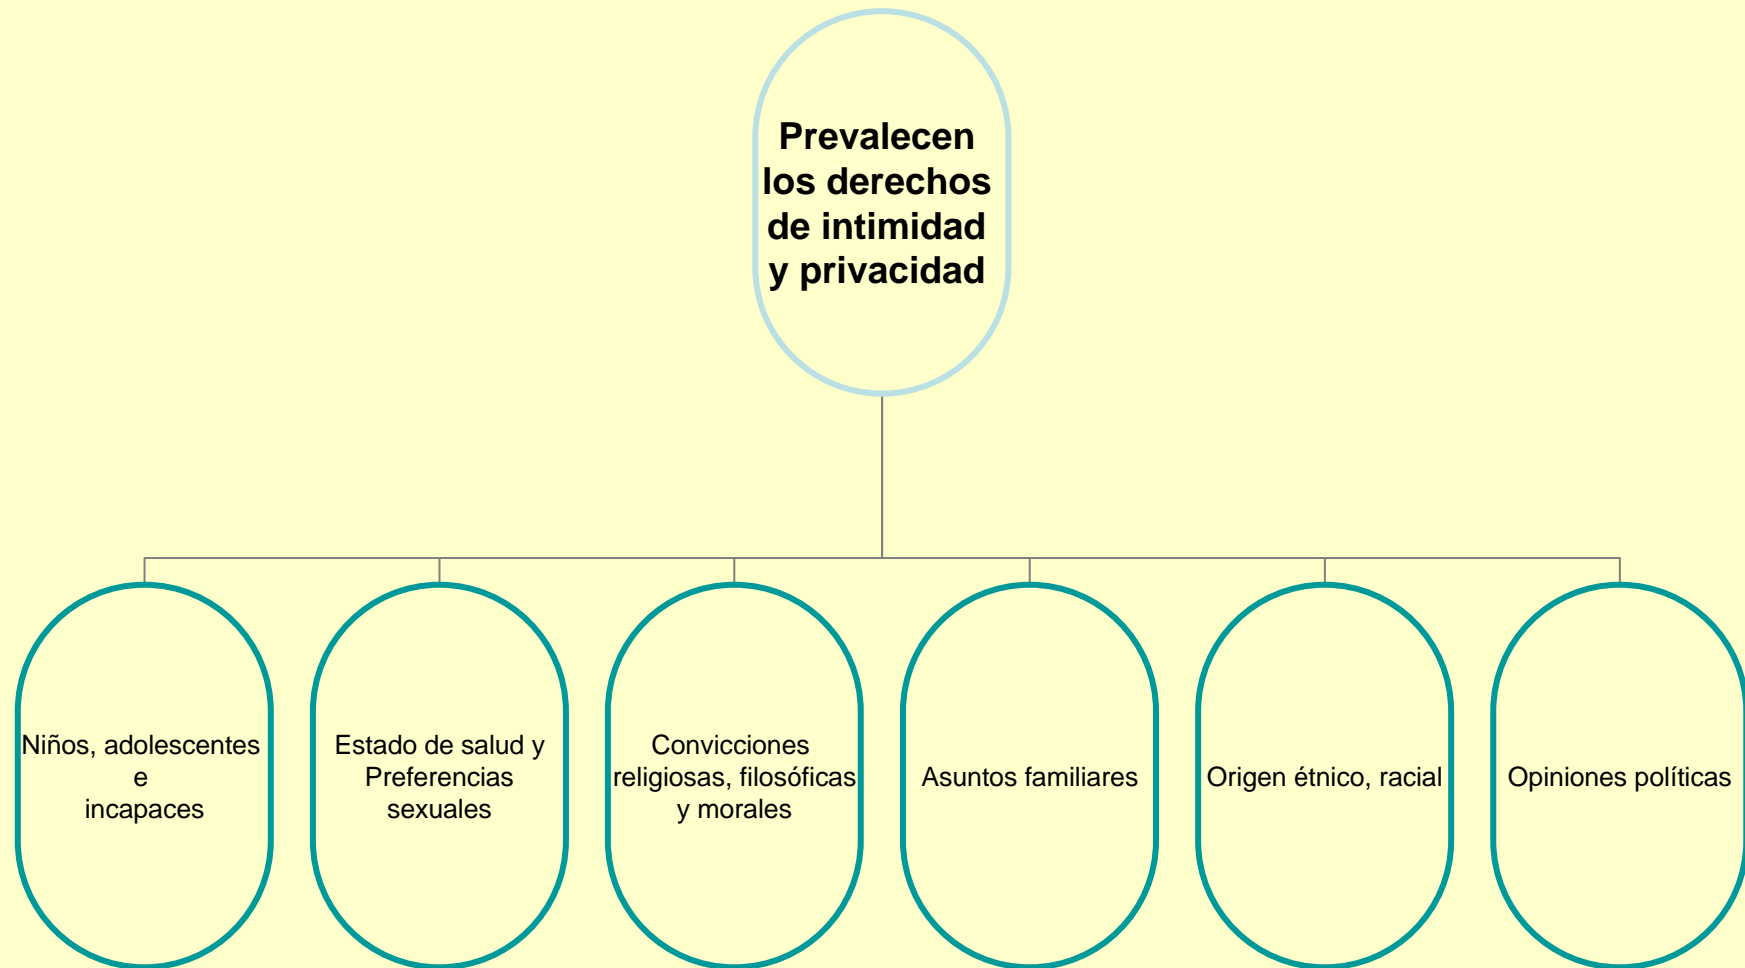 Prevalecen
los derechos
de intimidad
y privacidad
Niños, adolescentes
e
incapaces
Estado de salud y
Preferencias
sexuales
Convicciones
religiosas, filosóficas
y morales
Asuntos familiares
Origen étnico, racial
Opiniones políticas